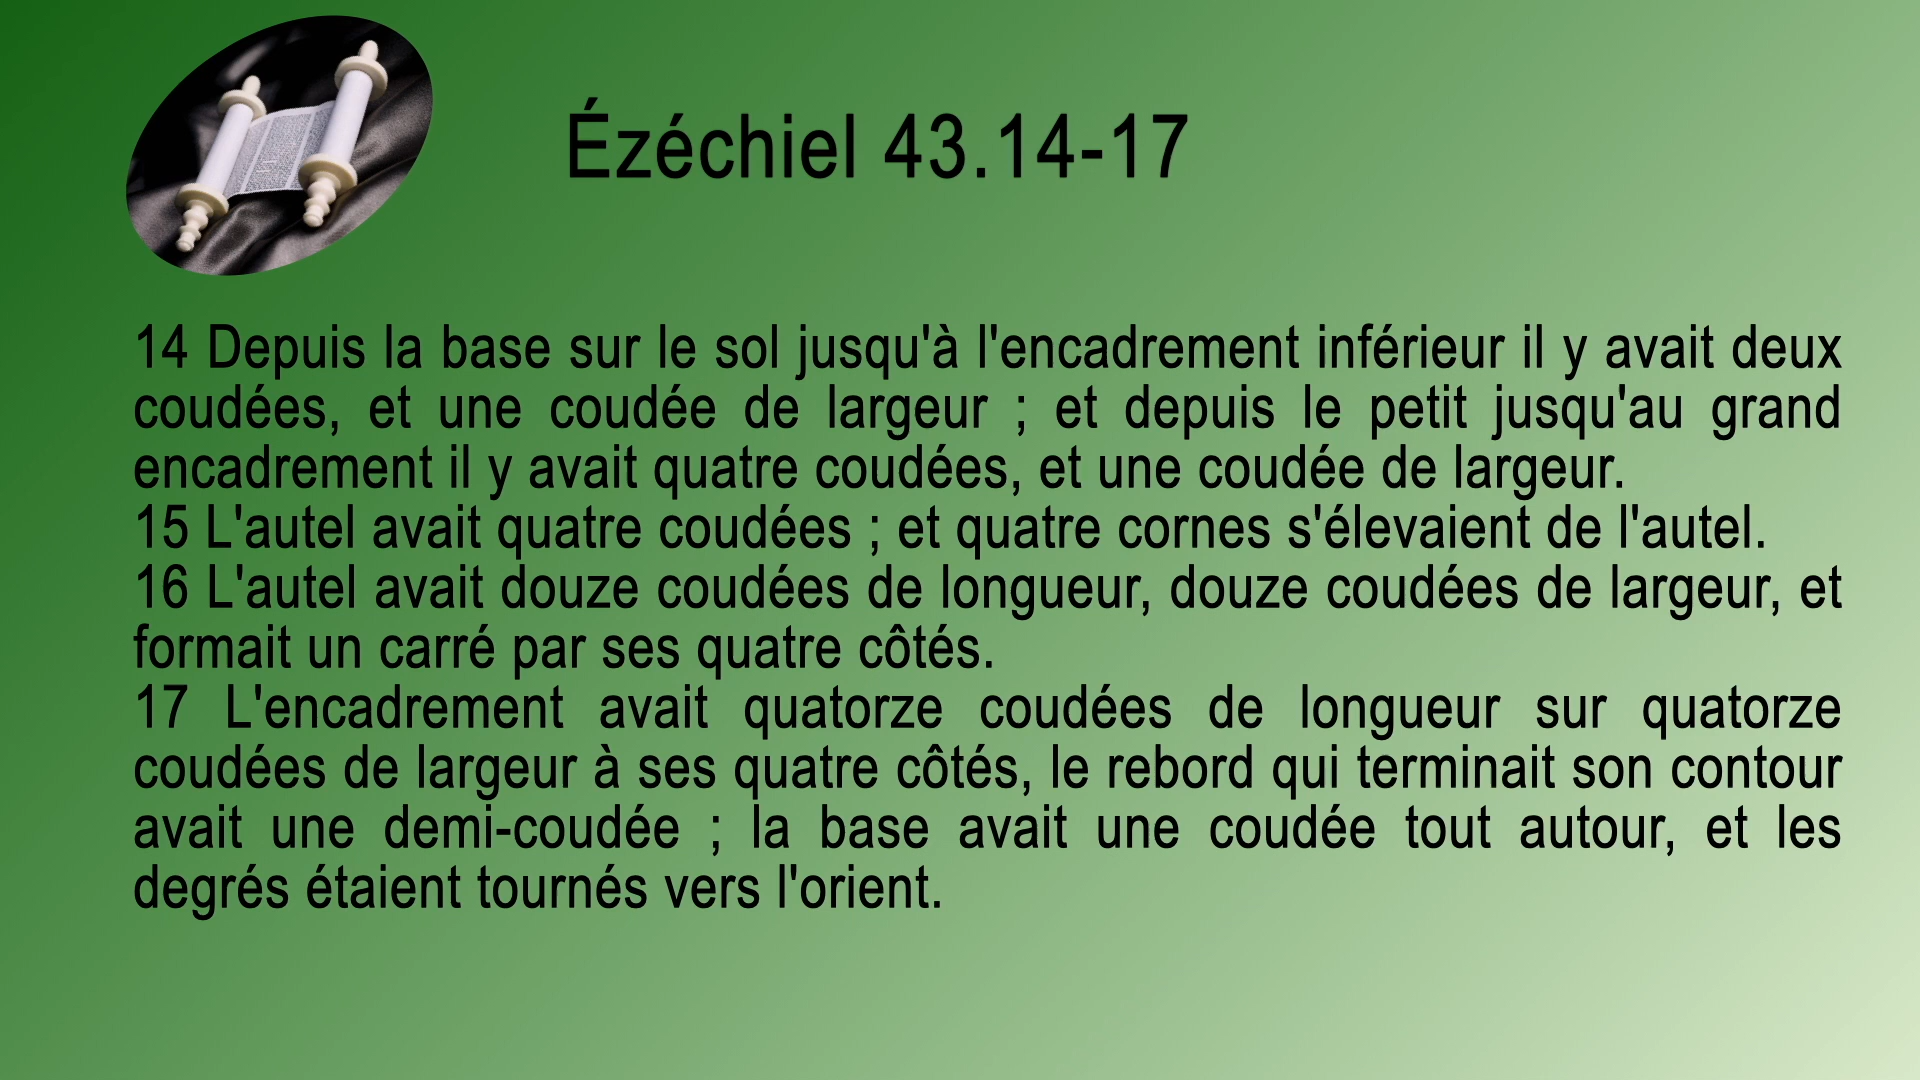 Ézéchiel 43.14-17
14 Depuis la base sur le sol jusqu'à l'encadrement inférieur il y avait deux
coudées, et une coudée de largeur ; et depuis le petit jusqu'au grand
encadrement il y avait quatre coudées, et une coudée de largeur.
15 L'autel avait quatre coudées ; et quatre cornes s'élevaient de l'autel.
16 L'autel avait douze coudées de longueur, douze coudées de largeur, et
formait un carré par ses quatre côtés.
17 L'encadrement avait quatorze coudées de longueur sur quatorze
coudées de largeur à ses quatre côtés, le rebord qui terminait son contour
avait une demi-coudée ; la base avait une coudée tout autour, et les
degrés étaient tournés vers l'orient.